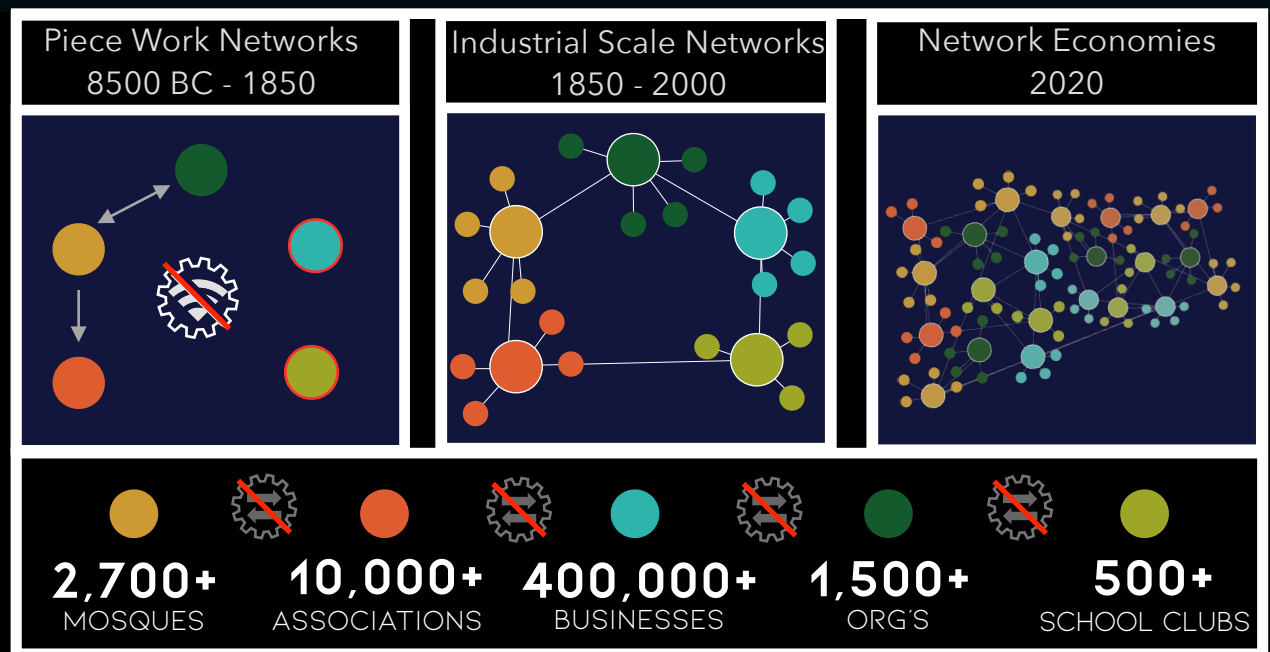 Piece Work Networks
8500 BC - 1850
Industrial Scale Networks
1850 - 2000
Network Economies
2020
2,700+
MOSQUES
10,000+
ASSOCIATIONS
400,000+
BUSINESSES
1,500+
ORG'S
500+
SCHOOL CLUBS